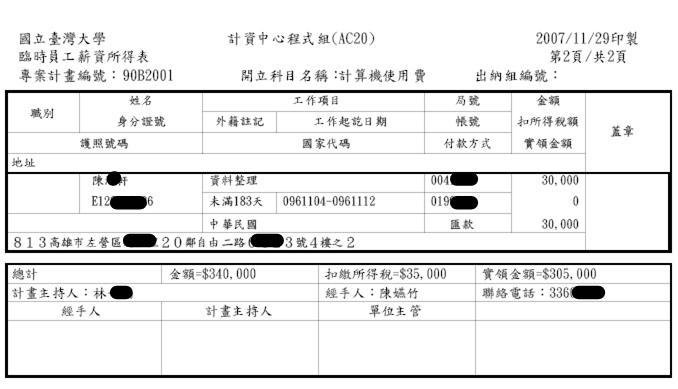 國立臺灣大學 計資中心程式組(AC20) 2007/11/29印製
臨時員工薪資所得表 第2頁/共2頁
專案計畫編號：90B2001 開立科目名稱：計算機使用費 出納組編號：
職別 姓名 工作項目 局號 金額 蓋章
身分證號 外籍註記 工作起訖日期 帳號 扣所得稅額
護照號碼 國家代碼 付款方式 實領金額
地址
陳 軒 資料整理 004 30,000
E12 6 未滿183天 0961104-0961112 019 0
中華民國 匯款 30,000
813高雄市左營區 20鄰自由二路 3號4樓之2
總計 金額=$340,000 扣繳所得稅=$35,000 實領金額=$305,000
計畫主持人：林 經手人：陳嬿竹 聯絡電話：336
經手人 計畫主持人 單位主管